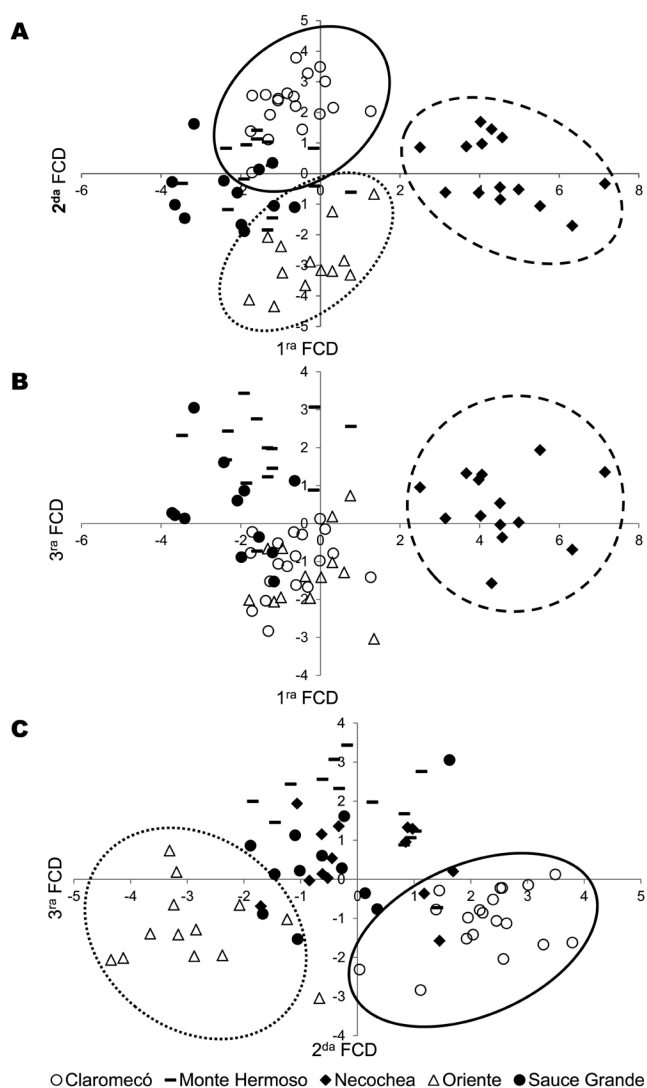 A
5
4
3
2
1
0
-6 -4 -2 0 2 4 6 8
-1
-2
-3
-4
-5
2da FCD
1ra FCD
B
4
3
2
1
0
-6 -4 -2 0 2 4 6 8
-1
-2
-3
-4
3ra FCD
1ra FCD
C
4
3
2
1
0
-5 -4 -3 -2 -1 0 1 2 3 4 5
-1
-2
-3
-4
3ra FCD
2da FCD
Claromecó Monte Hermoso Necochea Oriente Sauce Grande